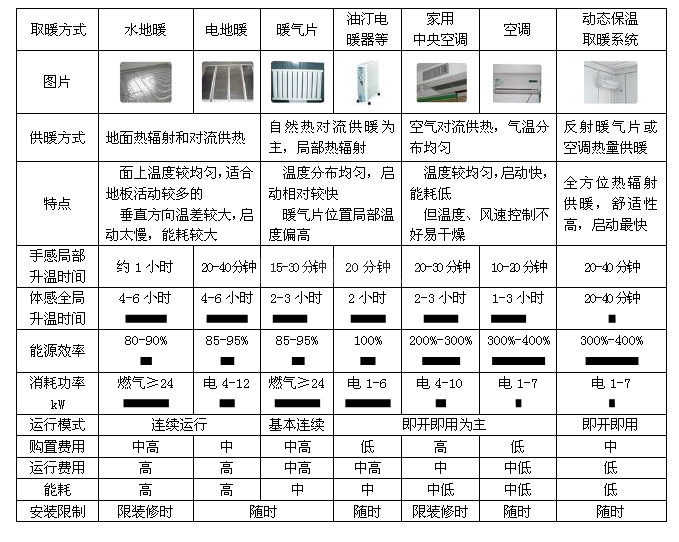 取暖方式 水地暖 电地暖 暖气片 油汀电暖器等 家用中央空调 空调 动态保温取暖系统
图片
供暖方式 地面热辐射和对流供热 自然热对流供暖为主，局部热辐射 空气对流供热，气温分布均匀 反射暖气片或空调热量供暖
特点 面上温度较均匀，适合地板活动较多的 垂直方向温差较大，启动太慢，能耗较大 温度分布均匀，启动相对较快 暖气片位置局部温度偏高 温度较均匀，启动快，能耗低 但温度、风速控制不好易干燥 全方位热辐射供暖，舒适性高，启动最快
手感局部升温时间 约1小时 20-40分钟 15-30分钟 20分钟 20-30分钟 10-20分钟 20-40分钟
体感全局升温时间 4-6小时 4-6小时 2-3小时 2小时 2-3小时 1-3小时 20-40分钟
能源效率 80-90% 85-95% 85-95% 100% 200%-300% 300%-400% 300%-400%
消耗功率kW 燃气≥24 电4-12 燃气≥24 电1-6 电4-10 电1-7 电1-7
运行模式 连续运行 基本连续 即开即用为主 即开即用
购置费用 中高 中 中高 低 高 低 中
运行费用 高 高 中高 中高 中 中低 低
能耗 高 高 中 中 中低 中低 低
安装限制 限装修时 随时 随时 限装修时 随时 随时